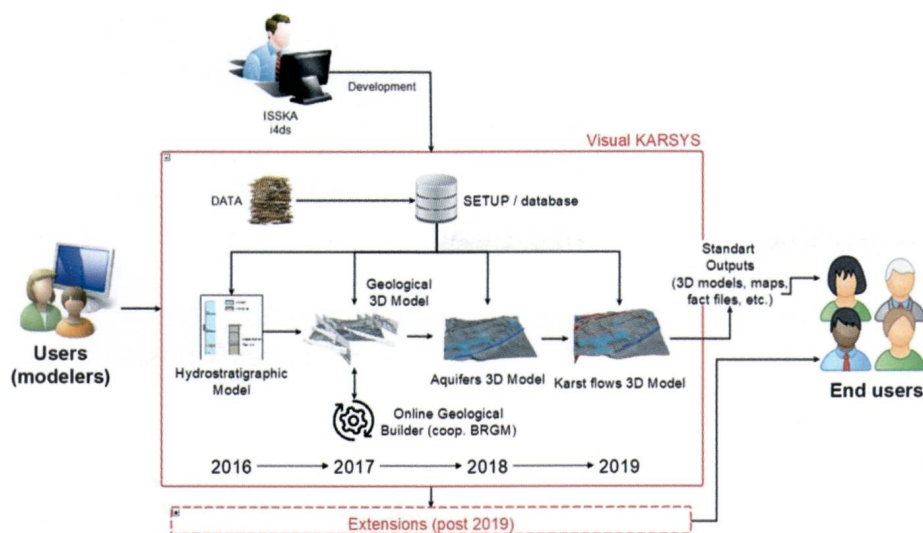 ISSKA
i4ds
Development
Visual KARSYS
DATA
SETUP / database
Users
(modelers)
Geological
3D Model
Hydrostratigraphic
Model
Aquifers 3D Model
Karst flows 3D Model
Online Geological
Builder (coop. BRGM)
2016
2017
2018
2019
Standart
Outputs
(3D models, maps,
fact files, etc.)
End users
Extensions (post 2019)